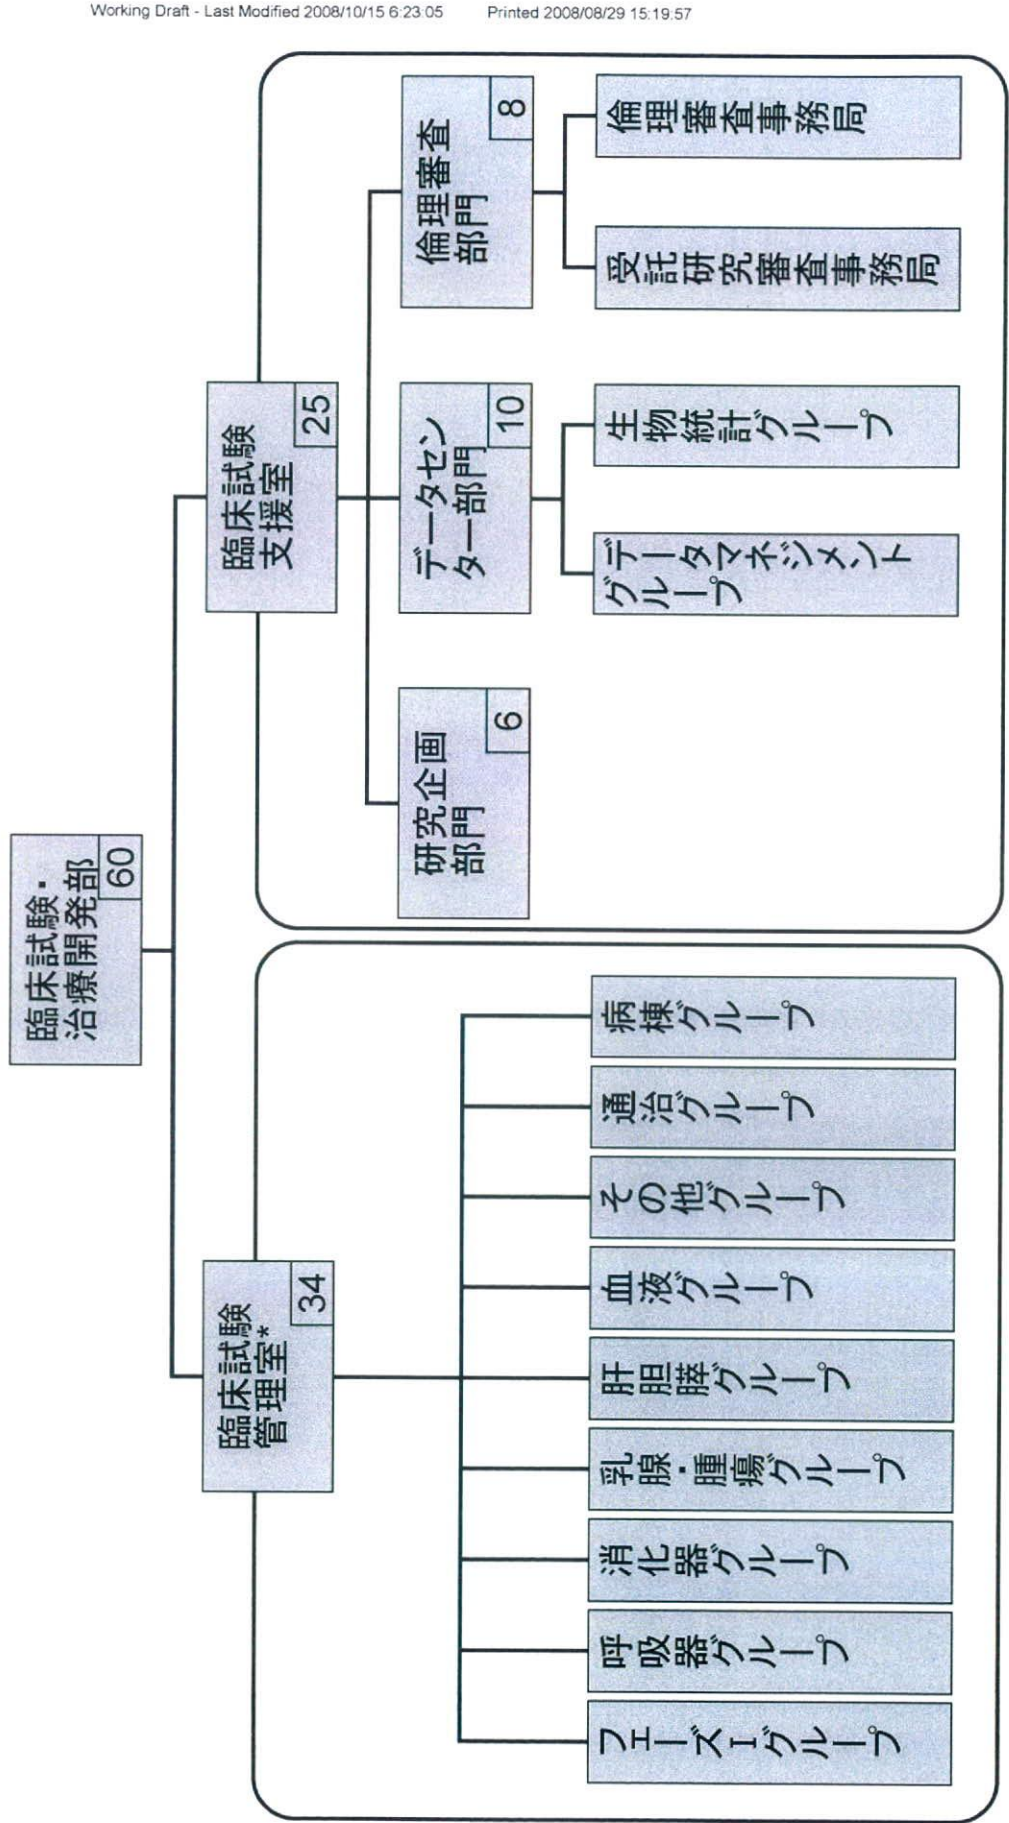 Working Draft - Last Modified 2008/10/15 6:23:05 Printed 2008/08/29 15:19:57
臨床試験・
治療開発部
60
臨床試験
管理室*
34
フェーズIグループ
呼吸器グループ
消化器グループ
乳腺・腫瘍グループ
肝胆膵グループ
血液グループ
その他グループ
通治グループ
病棟グループ
臨床試験
支援室
25
研究企画
部門
6
データセン
ター部門
10
データマネジメント
グループ
生物統計グループ
倫理審査
部門
8
受託研究審査事務局
倫理審査事務局